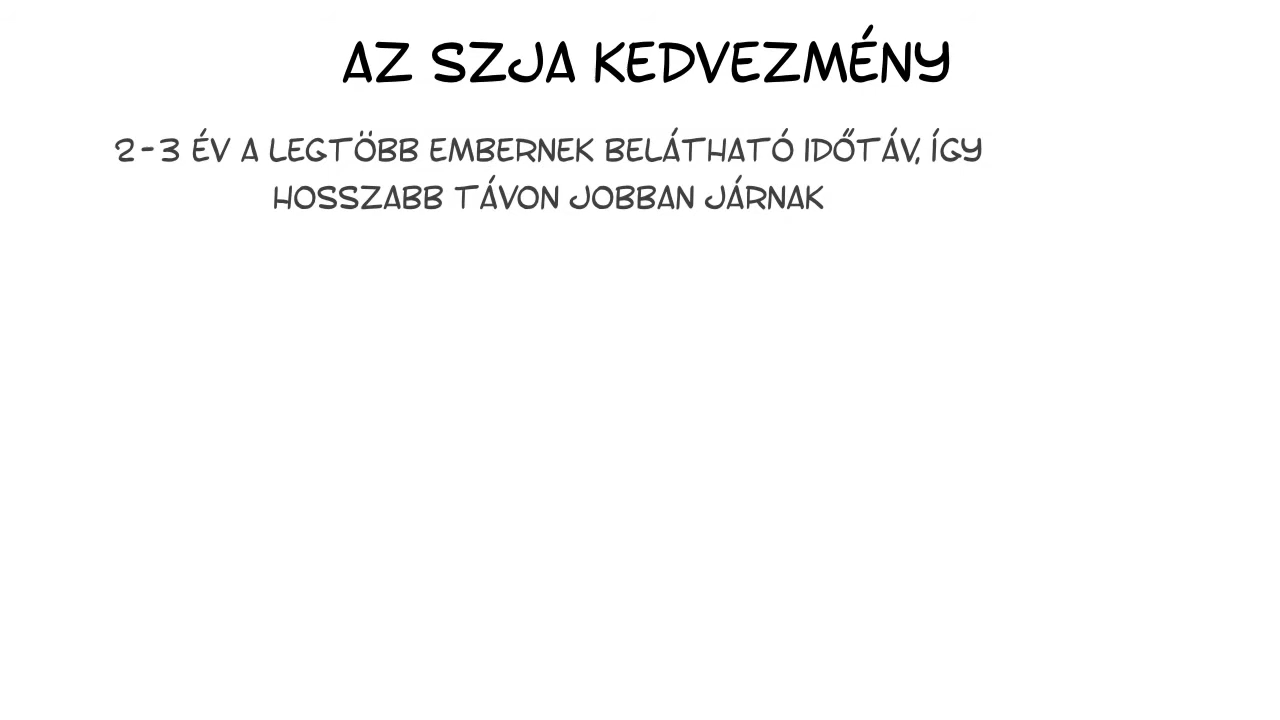 AZ SZJA KEDVEZMÉNY
2-3 ÉV A LEGTÖBB EMBERNEK BELÁTHATÓ IDŐTÁV, ÍGY
HOSSZABB TÁVON JOBBAN JÁRNAK